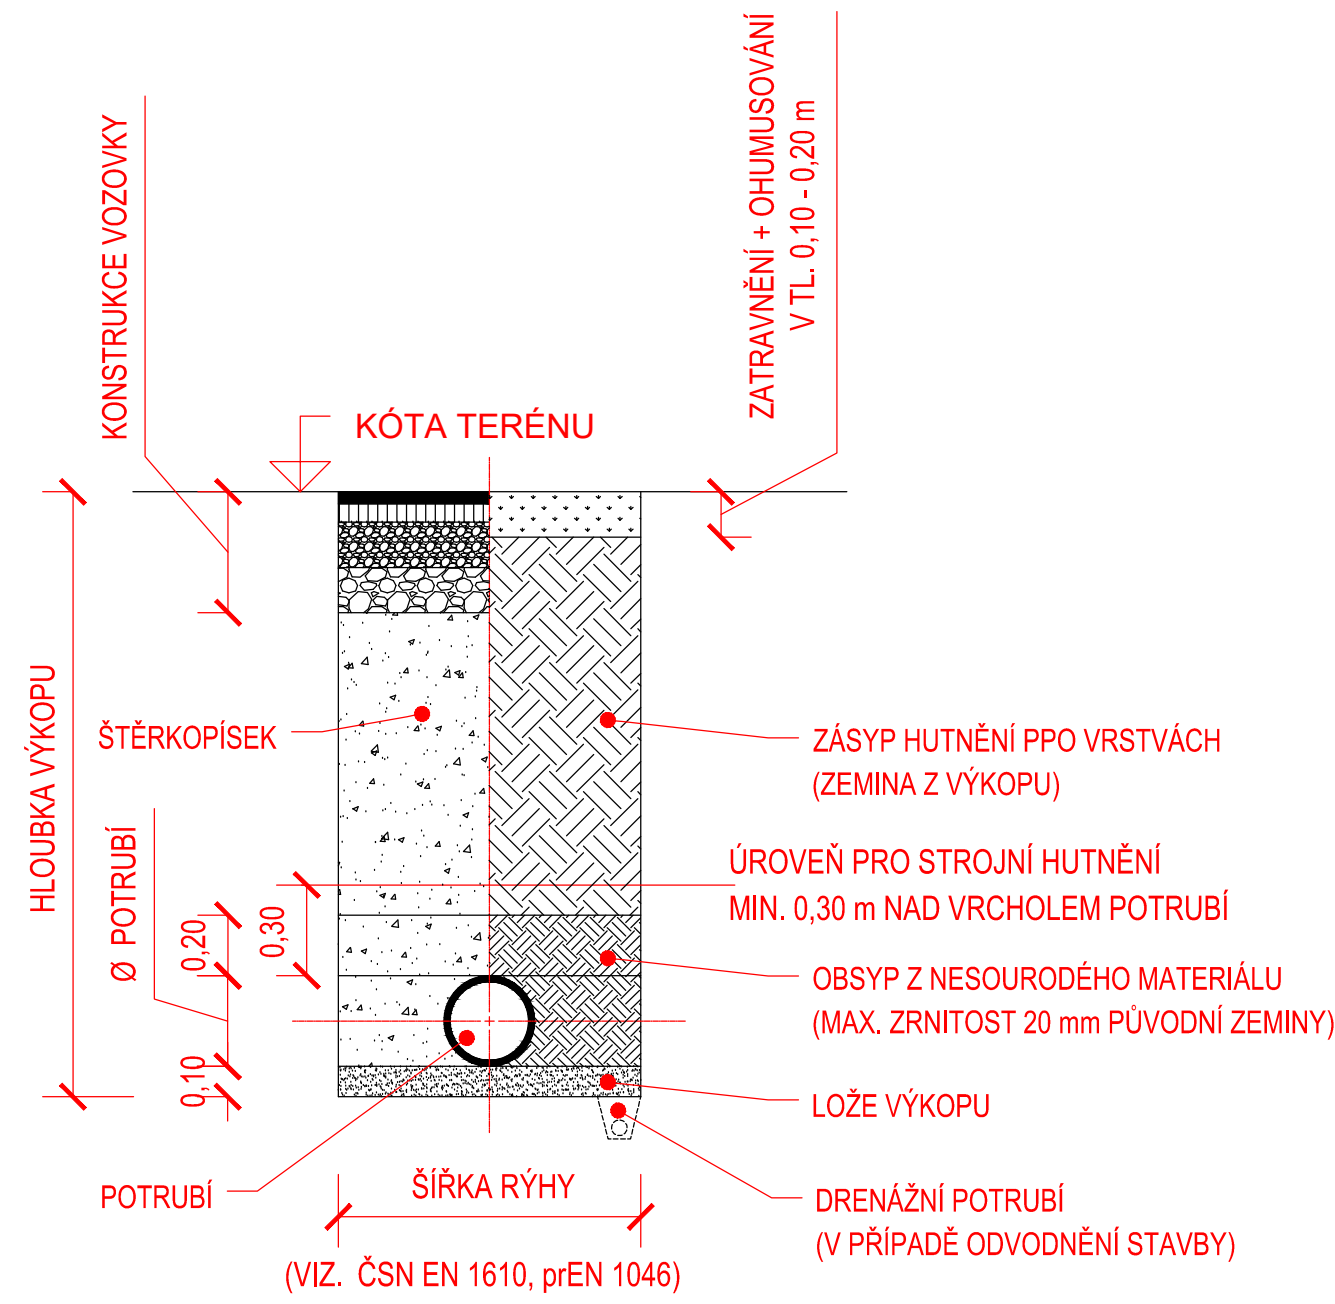 ZATRAVNĚNÍ + OHUMUSOVÁNÍ
V TL. 0,10 - 0,20 m
KONSTRUKCE VOZOVKY
KÓTA TERÉNU
HLOUBKA VÝKOPU
ŠTĚRKOPÍSEK
ZÁSYP HUTNĚNÍ PPO VRSTVÁCH
(ZEMINA Z VÝKOPU)
Ø POTRUBÍ
ÚROVEŇ PRO STROJNÍ HUTNĚNÍ
MIN. 0,30 m NAD VRCHOLEM POTRUBÍ
0,20
0,30
OBSYP Z NESOURODÉHO MATERIÁLU
(MAX. ZRNITOST 20 mm PŮVODNÍ ZEMINY)
0,10
LOŽE VÝKOPU
POTRUBÍ
ŠÍŘKA RÝHY
DRENÁŽNÍ POTRUBÍ
(V PŘÍPADĚ ODVODNĚNÍ STAVBY)
(VIZ. ČSN EN 1610, prEN 1046)